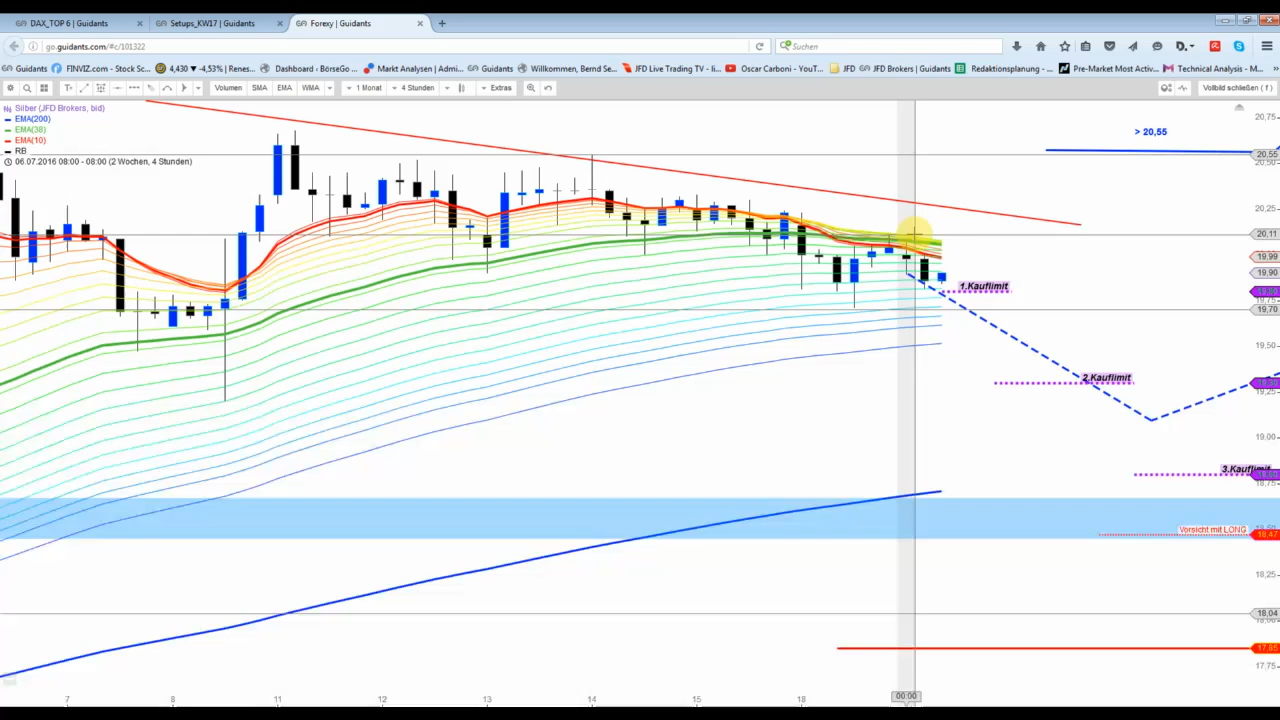 DAX_TOP 6 | Guidants
Setups_KW17 | Guidants
Forexy | Guidants
go.guidants.com/#c/101322
Suchen
Guidants
FINVIZ.com - Stock Sc...
4,430 ▾ -4,53% | Renes...
Dashboard ‹ BörseGo ...
Markt Analysen | Admi...
Guidants
Willkommen, Bernd Se...
JFD Live Trading TV - li...
Oscar Carboni - YouTube
JFD
JFD Brokers | Guidants
Redaktionsplanung - ...
Pre-Market Most Activ...
Technical Analysis - M...
Volumen
SMA
EMA
WMA
1 Monat
4 Stunden
Extras
Vollbild schließen ( f )
Silber (JFD Brokers, bid)
EMA(200)
EMA(38)
EMA(10)
RB
06.07.2016 08:00 - 08:00 (2 Wochen, 4 Stunden)
20,75
> 20,55
20,55
20,25
20,11
19,99
19,90
1.Kauflimit
19,70
19,50
2.Kauflimit
19,25
19,00
3.Kauflimit
18,75
Vorsicht mit LONG
18,47
18,25
18,04
17,85
17,75
7
8
11
12
13
14
15
00:00